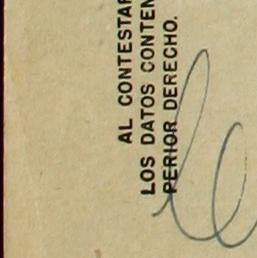 AL CONTESTAR
LOS DATOS CONTEN
PERIOR DERECHO.